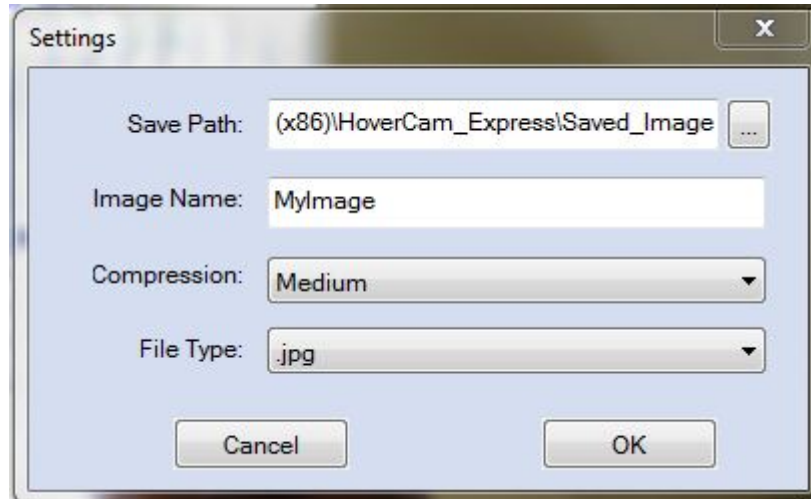 Settings
x
Save Path: (x86)\HoverCam_Express\Saved_Image ...
Image Name: MyImage
Compression: Medium
File Type: .jpg
Cancel OK